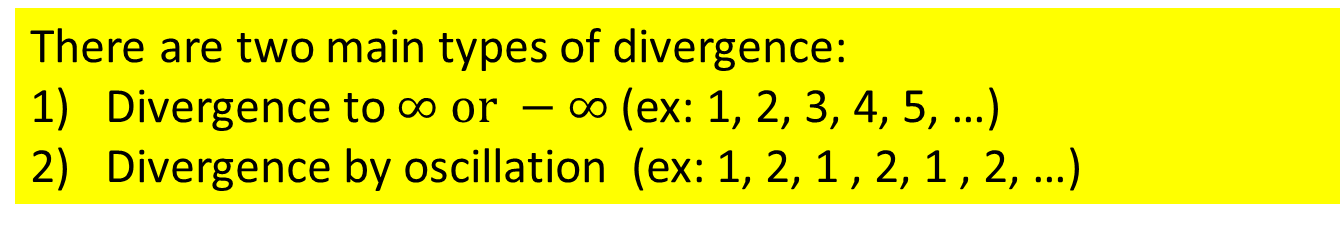 There are two main types of divergence:
1) Divergence to ∞ or − ∞ (ex: 1, 2, 3, 4, 5, …)
2) Divergence by oscillation (ex: 1, 2, 1 , 2, 1 , 2, …)